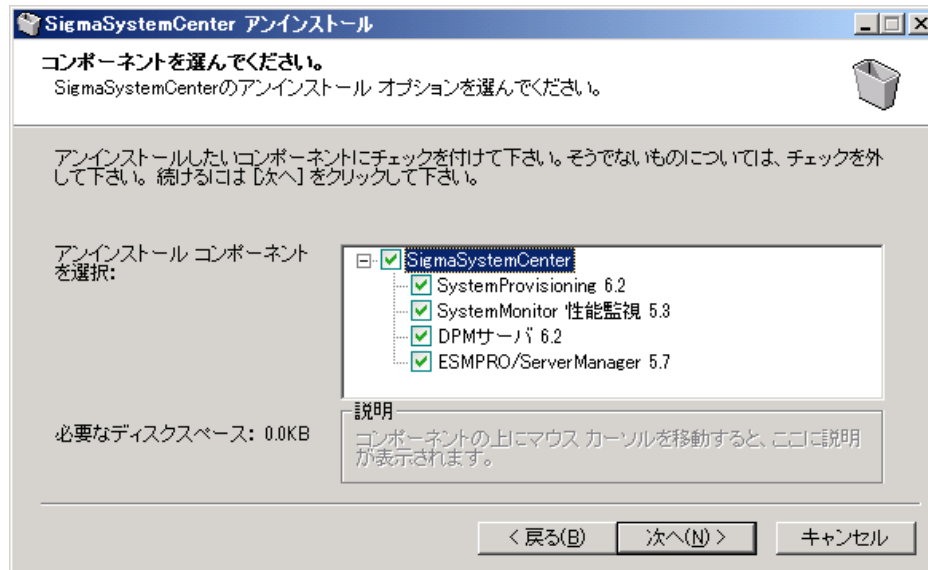 SigmaSystemCenter アンインストール
コンポーネントを選んでください。
SigmaSystemCenterのアンインストール オプションを選んでください。
アンインストールしたいコンポーネントにチェックを付けて下さい。そうでないものについては、チェックを外
して下さい。 続けるには [次へ] をクリックして下さい。
アンインストール コンポーネント
を選択:
SigmaSystemCenter
SystemProvisioning 6.2
SystemMonitor 性能監視 5.3
DPMサーバ 6.2
ESMPRO/ServerManager 5.7
必要なディスクスペース: 0.0KB
説明
コンポーネントの上にマウス カーソルを移動すると、ここに説明
が表示されます。
< 戻る(B)
次へ(N) >
キャンセル